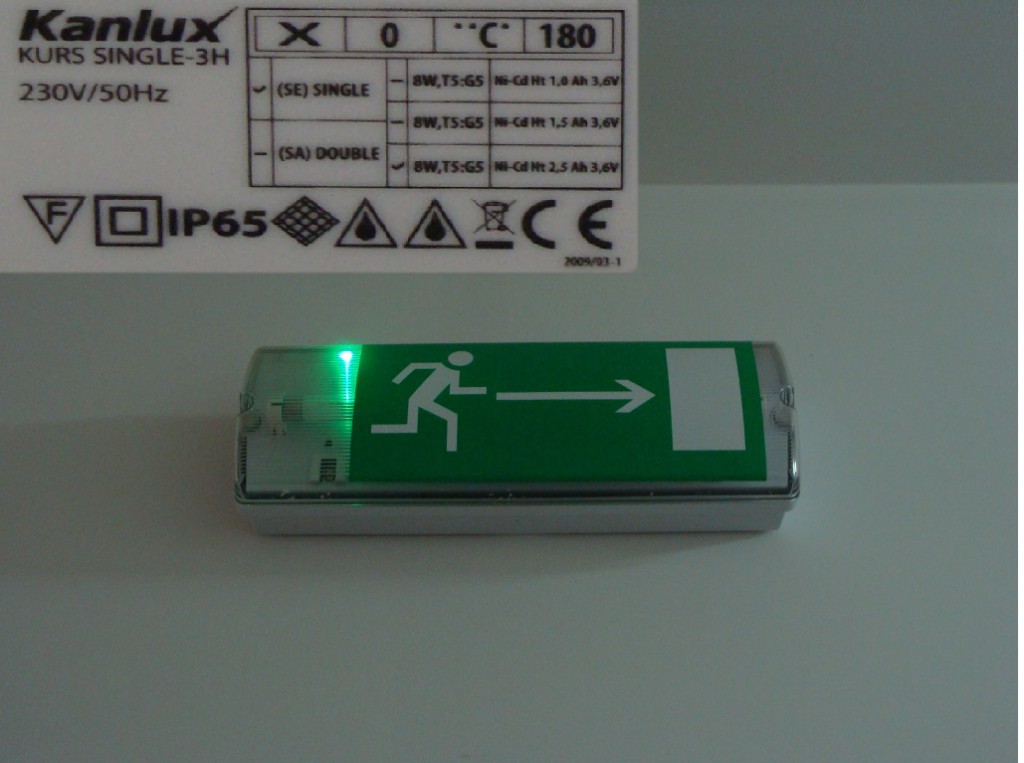 Kanlux
KURS SINGLE-3H
230V/50Hz
X 0 **C* 180
(SE) SINGLE – 8W,T5:G5 Ni-Cd Ht 1,0 Ah 3,6V
– 8W,T5:G5 Ni-Cd Ht 1,5 Ah 3,6V
– (SA) DOUBLE 8W,T5:G5 Ni-Cd Ht 2,5 Ah 3,6V
F IP65 CE
2009/03-1